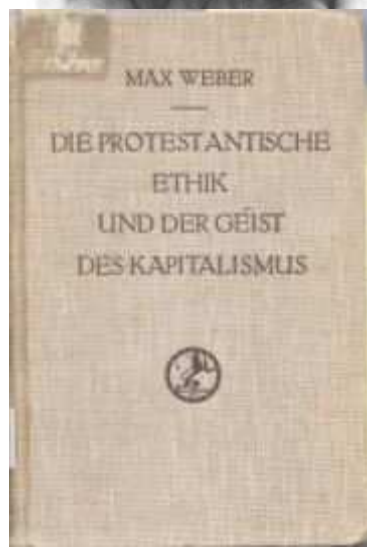 MAX WEBER
DIE PROTESTANTISCHE
ETHIK
UND DER GEIST
DES KAPITALISMUS